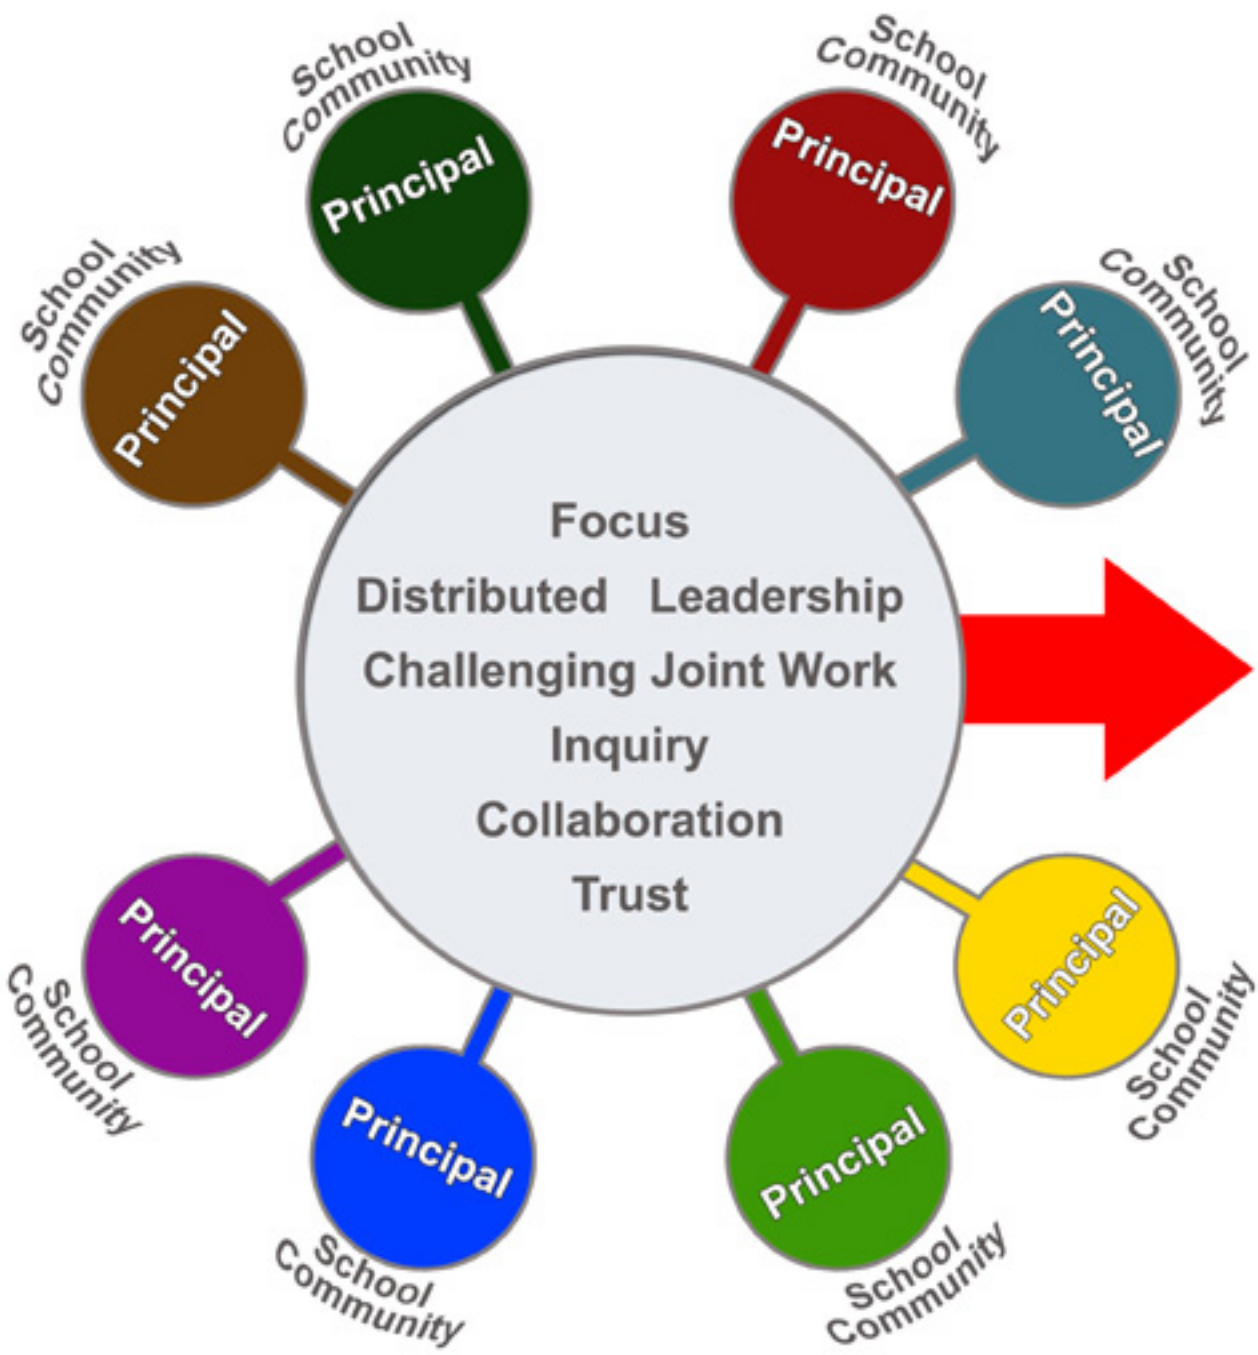 School
Community
Principal
School
Community
Principal
School
Community
Principal
School
Community
Principal
Focus
Distributed Leadership
Challenging Joint Work
Inquiry
Collaboration
Trust
Principal
School
Community
Principal
School
Community
Principal
School
Community
Principal
School
Community